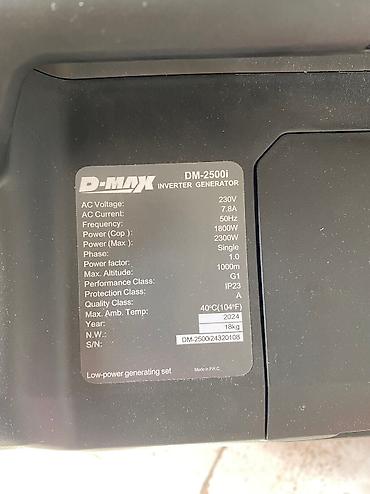 D-MAX DM-2500i
INVERTER GENERATOR
AC Voltage: 230V
AC Current: 7.8A
Frequency: 50Hz
Power (Cop ): 1800W
Power (Max ): 2300W
Phase: Single
Power factor: 1.0
Max. Altitude: 1000m
Performance Class: G1
Protection Class: IP23
Quality Class: A
Max. Amb. Temp: 40°C(104°F)
Year: 2024
N.W.: 18kg
S/N: DM-2500i24320108
Low-power generating set Made in P.R.C.